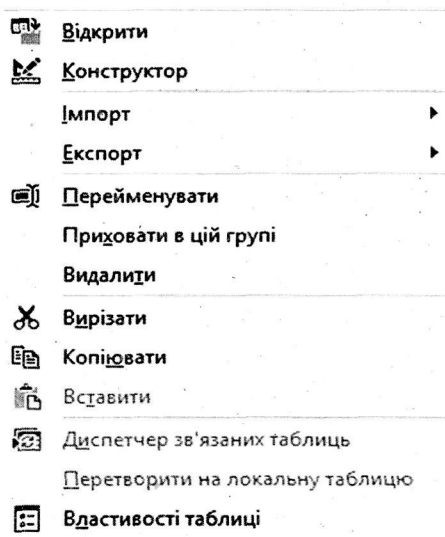 Відкрити
Конструктор
Імпорт
Експорт
Перейменувати
Приховати в цій групі
Видалити
Вирізати
Копіювати
Вставити
Диспетчер зв'язаних таблиць
Перетворити на локальну таблицю
Властивості таблиці